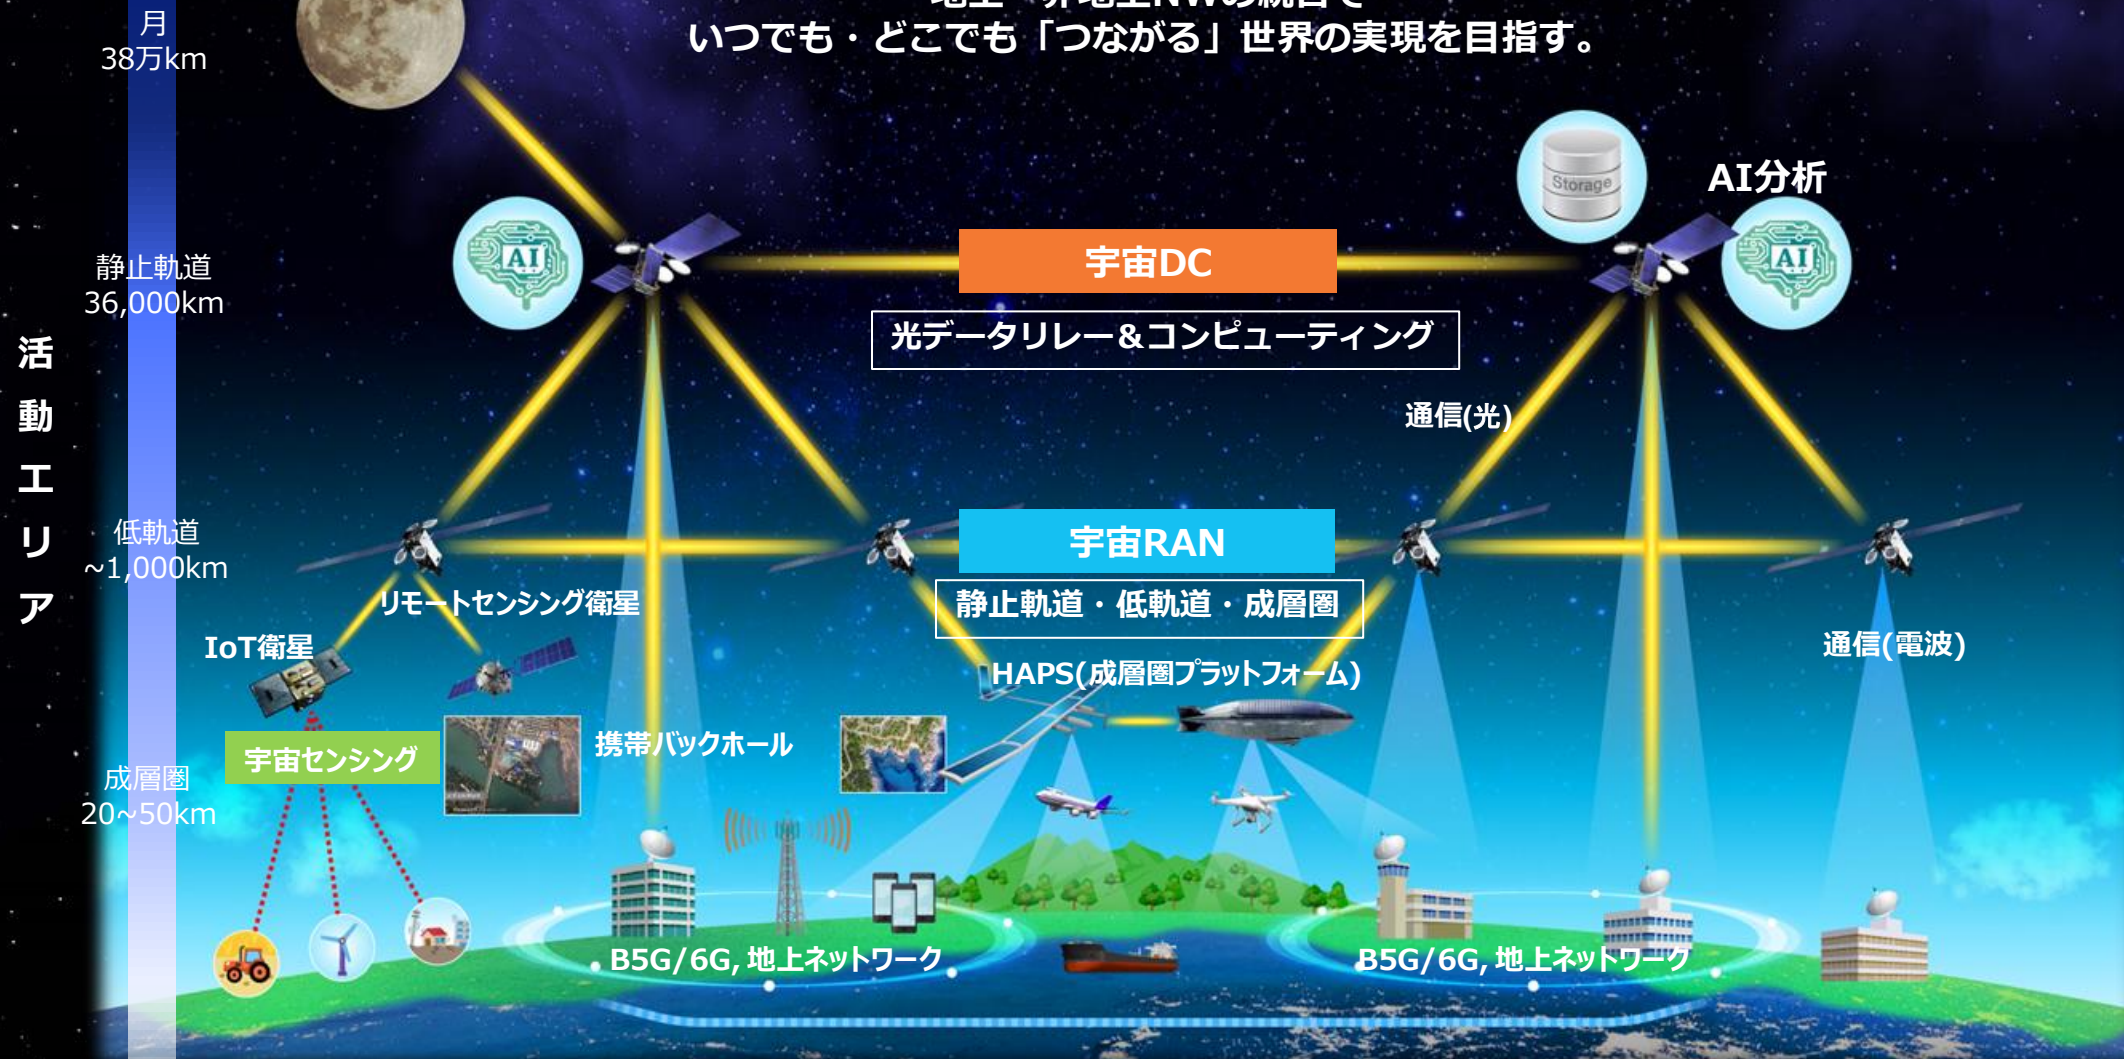 いつでも・どこでも「つながる」世界の実現を目指す。
月
38万km
Storage
AI分析
AI
AI
宇宙DC
静止軌道
36,000km
光データリレー&コンピューティング
活動エリア
通信(光)
宇宙RAN
低軌道
~1,000km
静止軌道・低軌道・成層圏
リモートセンシング衛星
IoT衛星
通信(電波)
HAPS(成層圏プラットフォーム)
宇宙センシング
携帯バックホール
成層圏
20~50km
B5G/6G, 地上ネットワーク
B5G/6G, 地上ネットワーク